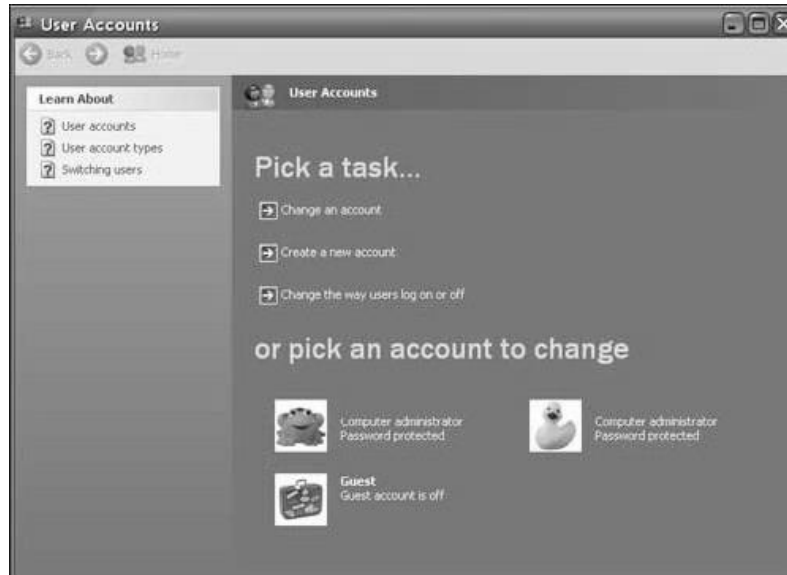 User Accounts
Back Home
Learn About
User accounts
User account types
Switching users
User Accounts
Pick a task...
Change an account
Create a new account
Change the way users log on or off
or pick an account to change
Computer administrator
Password protected
Computer administrator
Password protected
Guest
Guest account is off